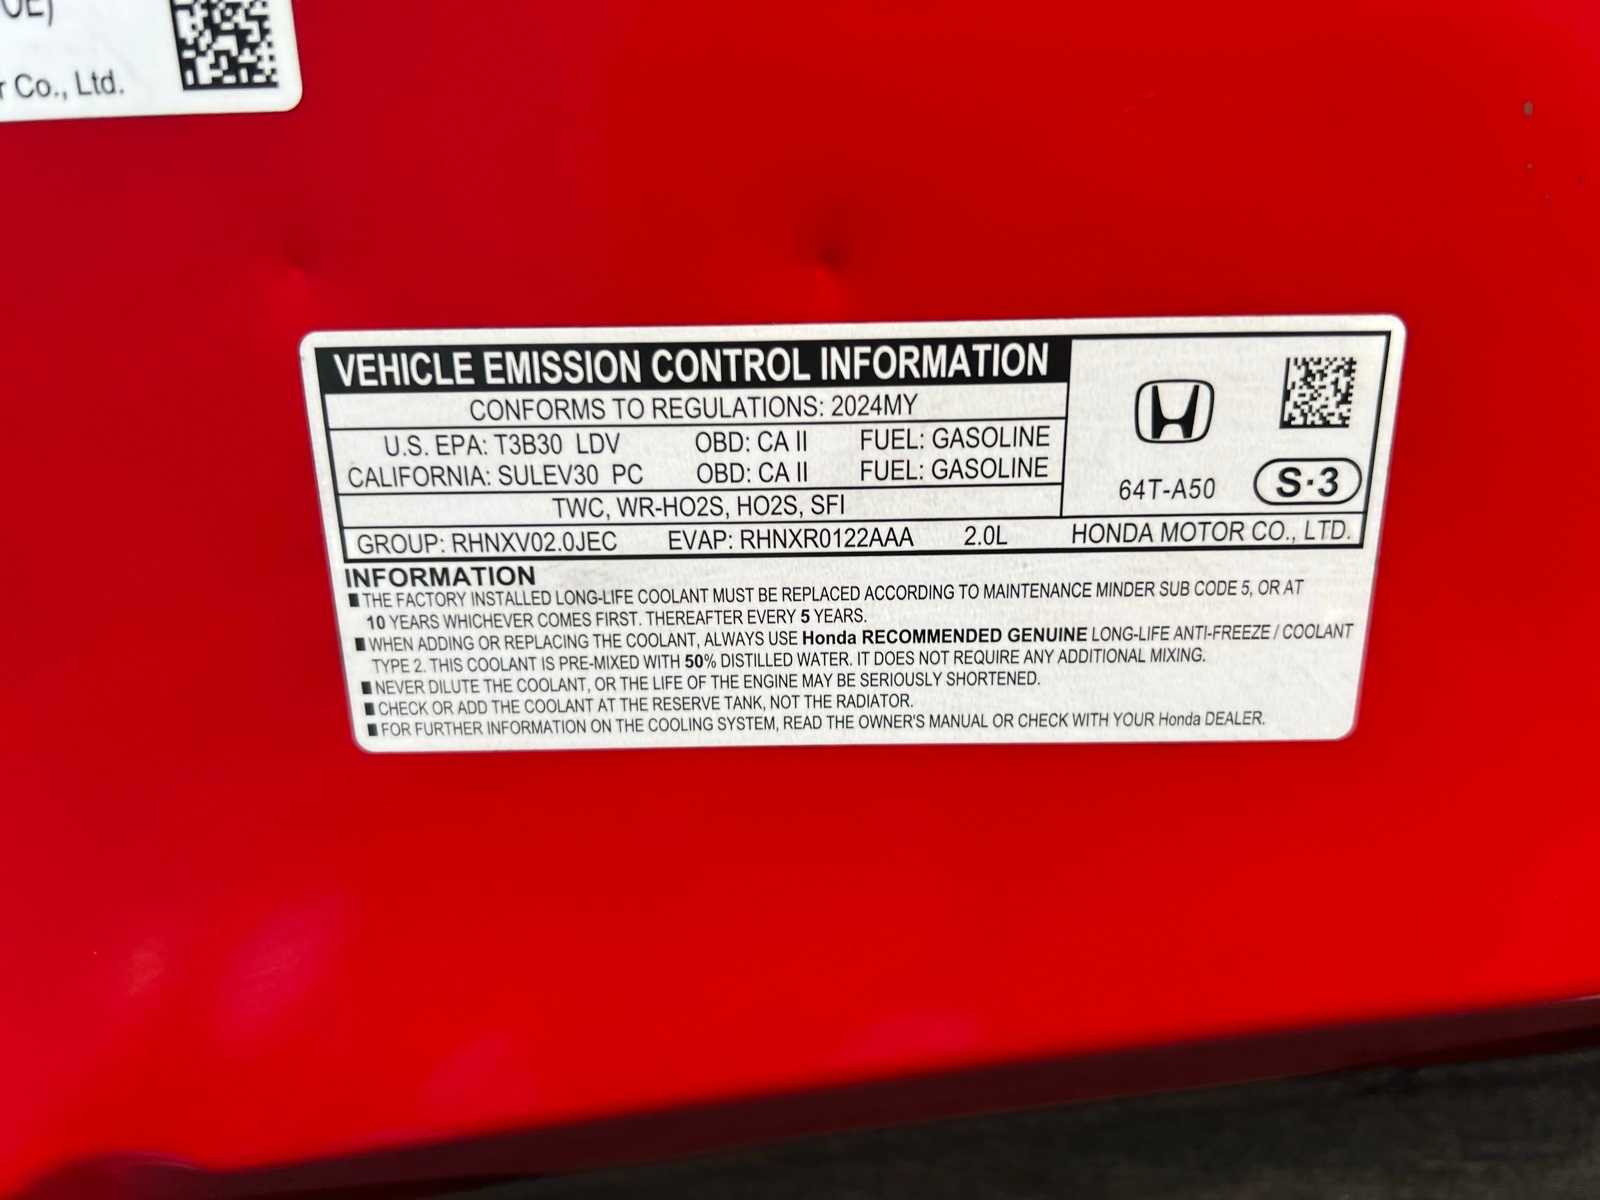 Co., Ltd.
VEHICLE EMISSION CONTROL INFORMATION
CONFORMS TO REGULATIONS: 2024MY
U.S. EPA: T3B30 LDV OBD: CA II FUEL: GASOLINE
CALIFORNIA: SULEV30 PC OBD: CA II FUEL: GASOLINE
TWC, WR-HO2S, HO2S, SFI
64T-A50 S·3
GROUP: RHNXV02.0JEC EVAP: RHNXR0122AAA 2.0L HONDA MOTOR CO., LTD.
INFORMATION
■ THE FACTORY INSTALLED LONG-LIFE COOLANT MUST BE REPLACED ACCORDING TO MAINTENANCE MINDER SUB CODE 5, OR AT
10 YEARS WHICHEVER COMES FIRST. THEREAFTER EVERY 5 YEARS.
■ WHEN ADDING OR REPLACING THE COOLANT, ALWAYS USE Honda RECOMMENDED GENUINE LONG-LIFE ANTI-FREEZE / COOLANT
TYPE 2. THIS COOLANT IS PRE-MIXED WITH 50% DISTILLED WATER. IT DOES NOT REQUIRE ANY ADDITIONAL MIXING.
■ NEVER DILUTE THE COOLANT, OR THE LIFE OF THE ENGINE MAY BE SERIOUSLY SHORTENED.
■ CHECK OR ADD THE COOLANT AT THE RESERVE TANK, NOT THE RADIATOR.
■ FOR FURTHER INFORMATION ON THE COOLING SYSTEM, READ THE OWNER'S MANUAL OR CHECK WITH YOUR Honda DEALER.